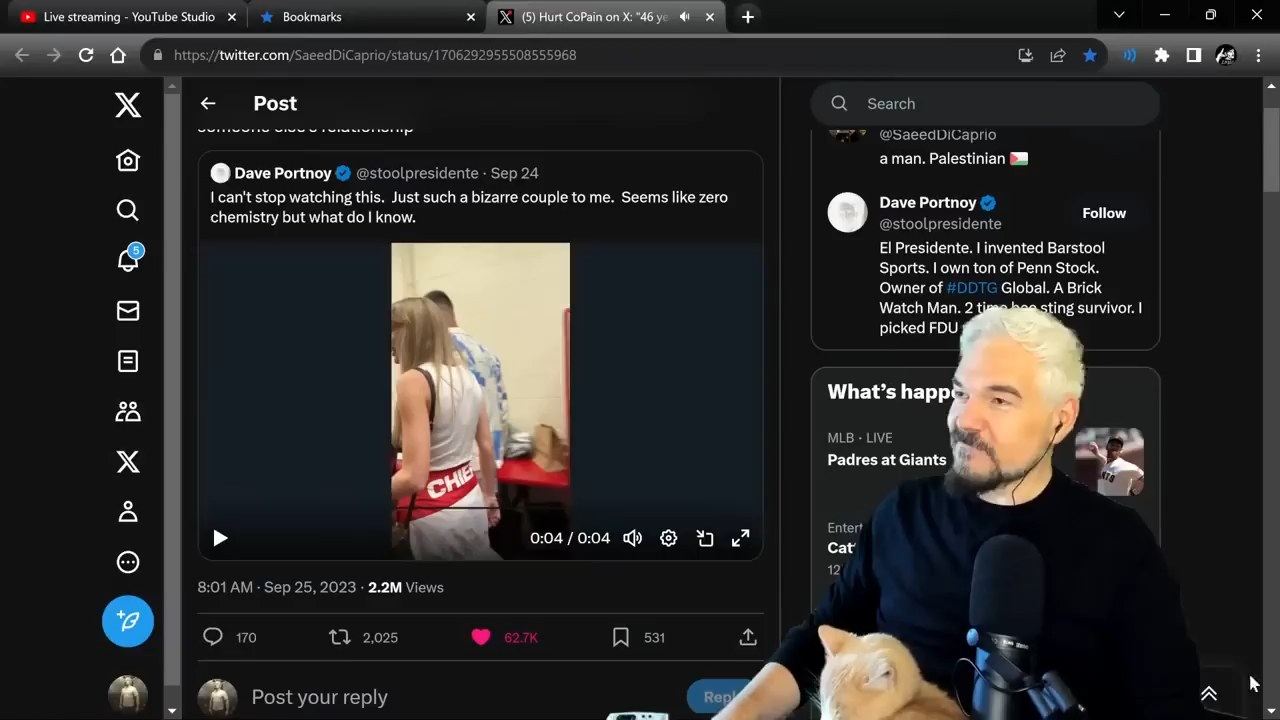 Live streaming - YouTube Studio
Bookmarks
(5) Hurt CoPain on X: "46 ye
https://twitter.com/SaeedDiCaprio/status/1706292955508555968
Post
someone else's relationship
Dave Portnoy @stoolpresidente · Sep 24
I can't stop watching this. Just such a bizarre couple to me. Seems like zero
chemistry but what do I know.
CHIE
0:04 / 0:04
8:01 AM · Sep 25, 2023 · 2.2M Views
170
2,025
62.7K
531
Post your reply
Repl
5
Search
@SaeedDiCaprio
a man. Palestinian 🇵🇸
Dave Portnoy
@stoolpresidente
Follow
El Presidente. I invented Barstool
Sports. I own ton of Penn Stock.
Owner of #DDTG Global. A Brick
Watch Man. 2 time bee sting survivor. I
picked FDU
What's happe
MLB · LIVE
Padres at Giants
Entert
Cat
12